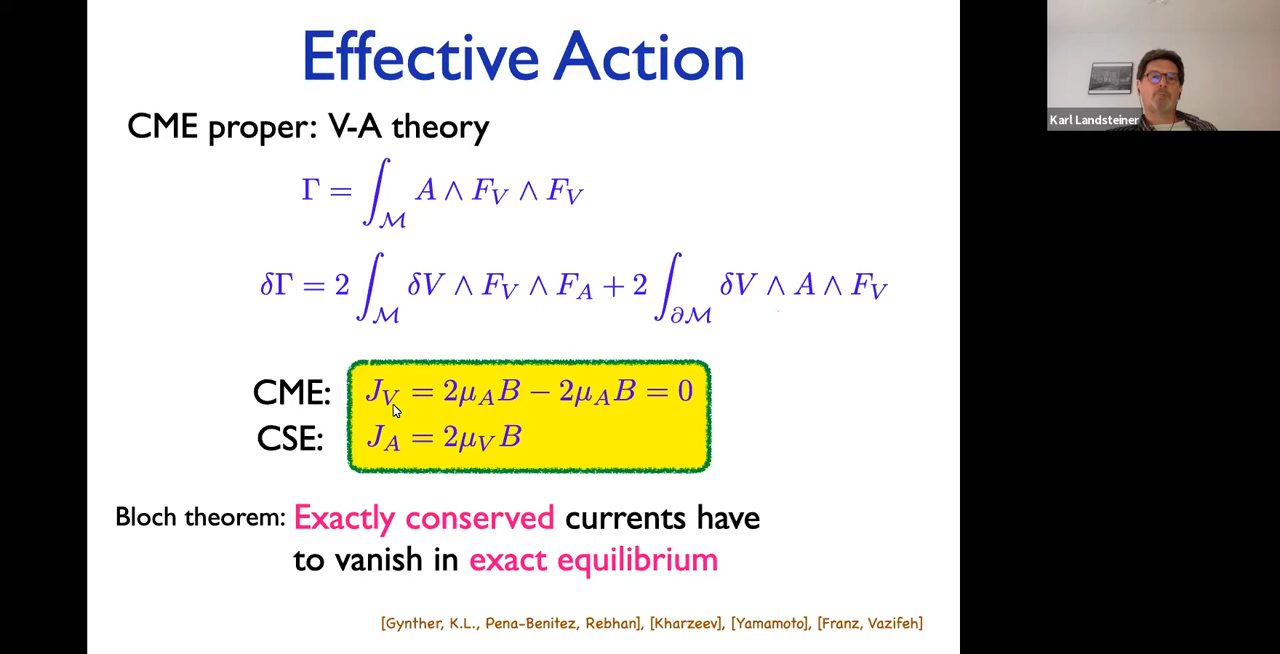 Effective Action
CME proper: V-A theory
Γ = ∫_M A ∧ F_V ∧ F_V
δΓ = 2 ∫_M δV ∧ F_V ∧ F_A + 2 ∫_∂M δV ∧ A ∧ F_V
CME: J_V = 2μ_A B − 2μ_A B = 0
CSE: J_A = 2μ_V B
Bloch theorem: Exactly conserved currents have
to vanish in exact equilibrium
[Gynther, K.L., Pena-Benitez, Rebhan], [Kharzeev], [Yamamoto], [Franz, Vazifeh]
Karl Landsteiner